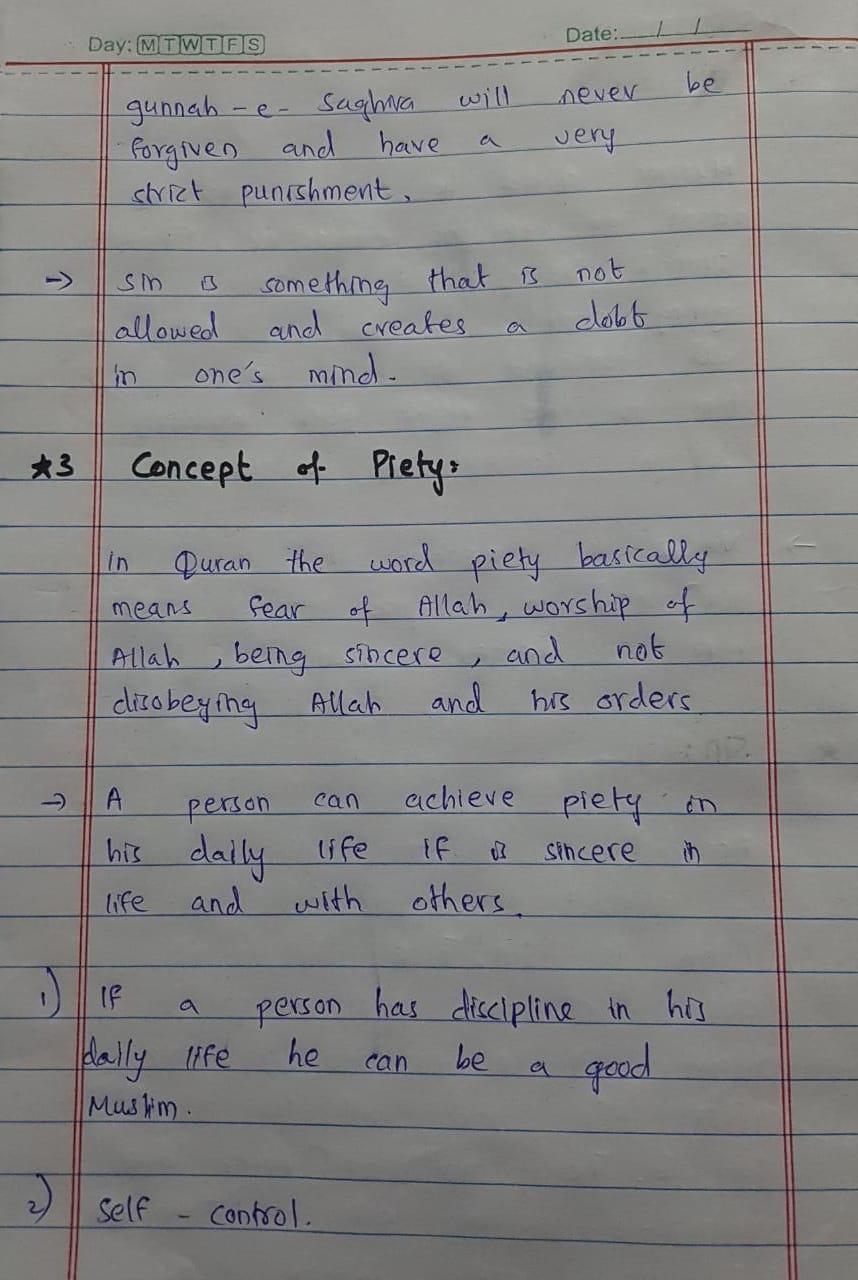 Day: M T W T F S
Date: / /
gunnah - e - Saghira will never be
forgiven and have a very
strict punishment.
→ sin is something that is not
allowed and creates a dobt
in one's mind.
★3 Concept of Piety:
in Quran the word piety basically
means fear of Allah, worship of
Allah, being sincere, and not
disobeying Allah and his orders
→ A person can achieve piety in
his daily life if is sincere in
life and with others.
1) If a person has discipline in his
daily life he can be a good
Muslim.
2) Self - control.